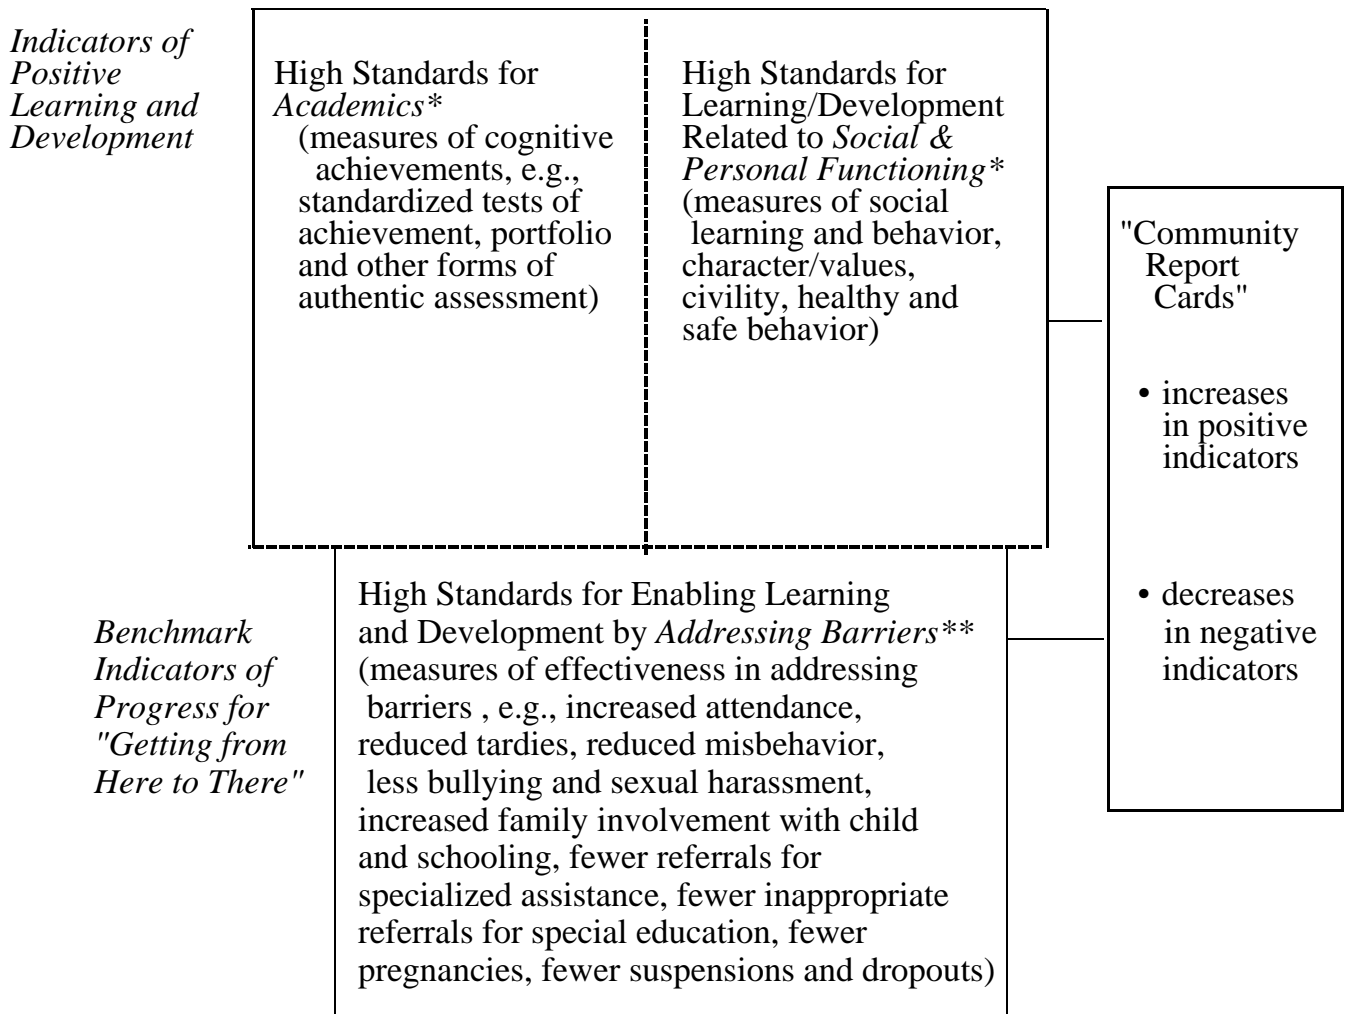 Indicators of
Positive
Learning and
Development
High Standards for
Academics*
(measures of cognitive
achievements, e.g.,
standardized tests of
achievement, portfolio
and other forms of
authentic assessment)
High Standards for
Learning/Development
Related to Social &
Personal Functioning*
(measures of social
learning and behavior,
character/values,
civility, healthy and
safe behavior)
"Community
Report
Cards"
• increases
in positive
indicators
• decreases
in negative
indicators
Benchmark
Indicators of
Progress for
"Getting from
Here to There"
High Standards for Enabling Learning
and Development by Addressing Barriers**
(measures of effectiveness in addressing
barriers , e.g., increased attendance,
reduced tardies, reduced misbehavior,
less bullying and sexual harassment,
increased family involvement with child
and schooling, fewer referrals for
specialized assistance, fewer inappropriate
referrals for special education, fewer
pregnancies, fewer suspensions and dropouts)